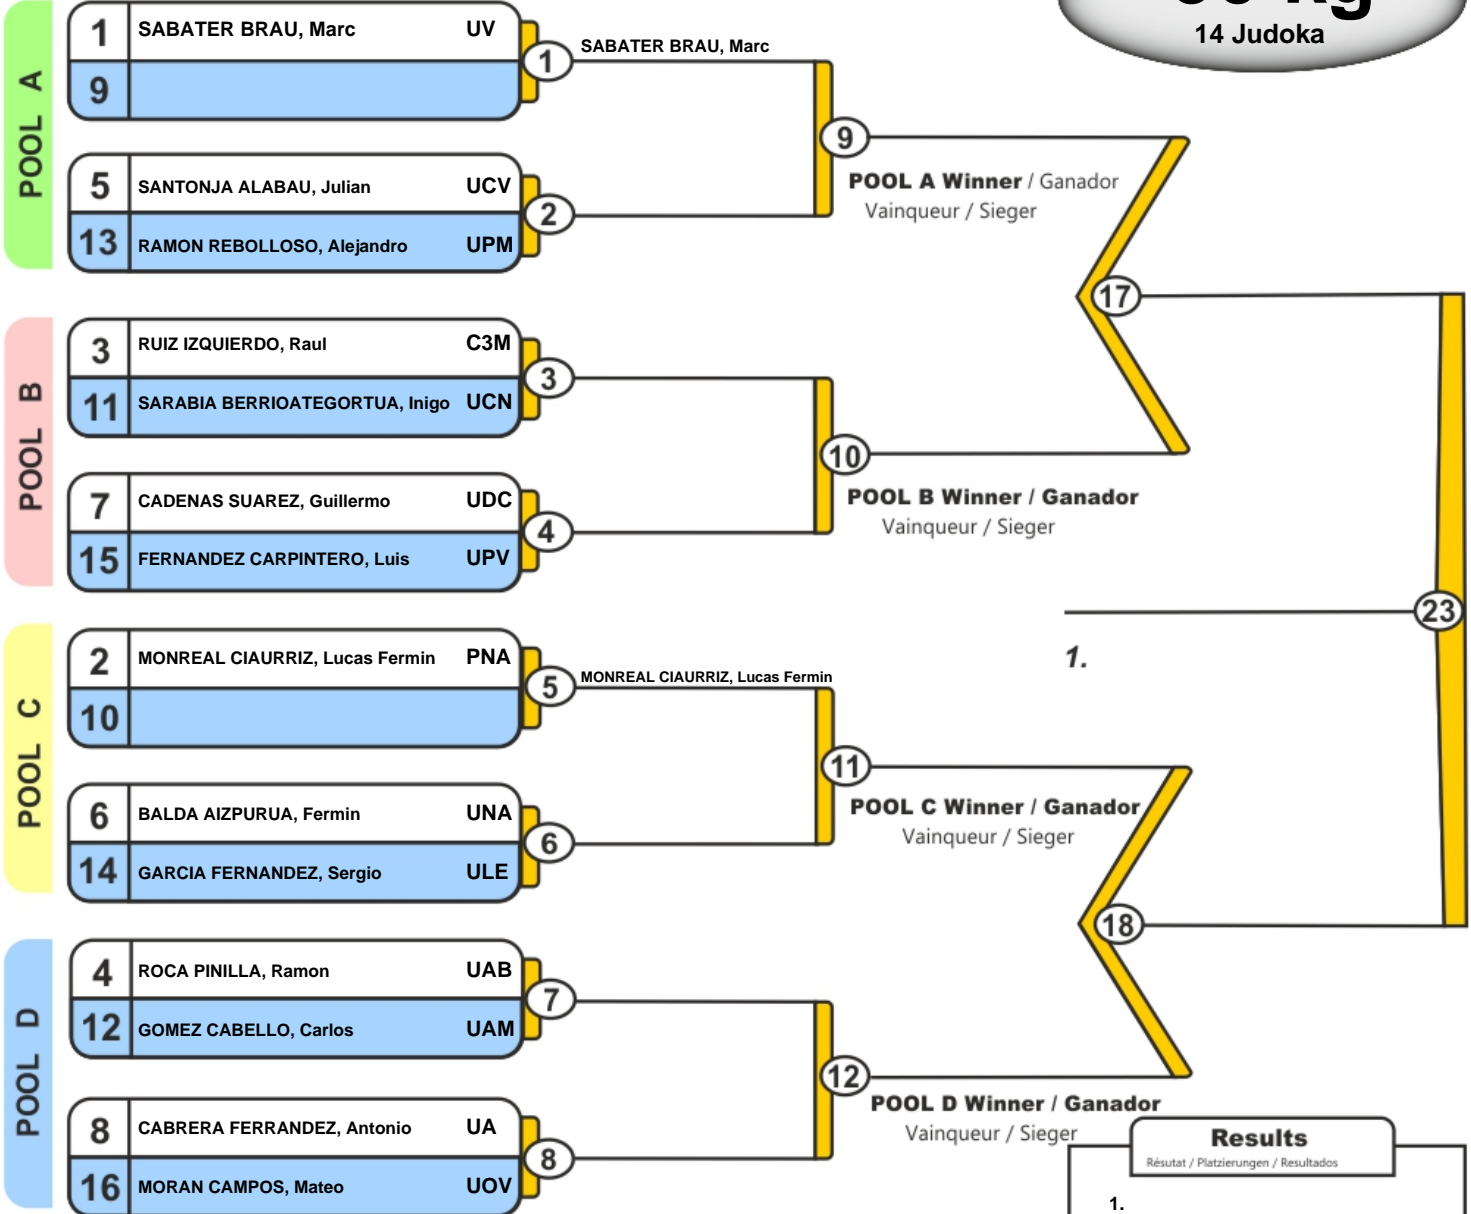 14 Judoka
POOL A
1 SABATER BRAU, Marc UV
9
1
SABATER BRAU, Marc
5 SANTONJA ALABAU, Julian UCV
13 RAMON REBOLLOSO, Alejandro UPM
2
9
POOL A Winner / Ganador
Vainqueur / Sieger
POOL B
3 RUIZ IZQUIERDO, Raul C3M
11 SARABIA BERRIOATEGORTUA, Inigo UCN
3
7 CADENAS SUAREZ, Guillermo UDC
15 FERNANDEZ CARPINTERO, Luis UPV
4
10
POOL B Winner / Ganador
Vainqueur / Sieger
17
23
1.
POOL C
2 MONREAL CIAURRIZ, Lucas Fermin PNA
10
5
MONREAL CIAURRIZ, Lucas Fermin
6 BALDA AIZPURUA, Fermin UNA
14 GARCIA FERNANDEZ, Sergio ULE
6
11
POOL C Winner / Ganador
Vainqueur / Sieger
18
POOL D
4 ROCA PINILLA, Ramon UAB
12 GOMEZ CABELLO, Carlos UAM
7
8 CABRERA FERRANDEZ, Antonio UA
16 MORAN CAMPOS, Mateo UOV
8
12
POOL D Winner / Ganador
Vainqueur / Sieger
Results
Résutat / Platzierungen / Resultados
1.